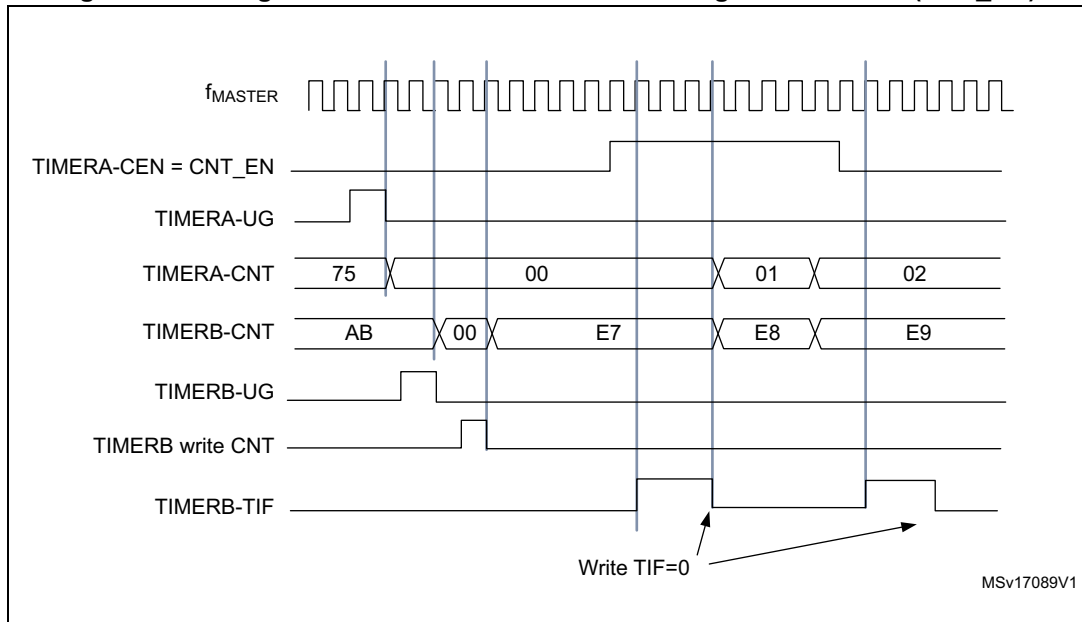 fMASTER
TIMERA-CEN = CNT_EN
TIMERA-UG
TIMERA-CNT 75 00 01 02
TIMERB-CNT AB 00 E7 E8 E9
TIMERB-UG
TIMERB write CNT
TIMERB-TIF
Write TIF=0
MSv17089V1